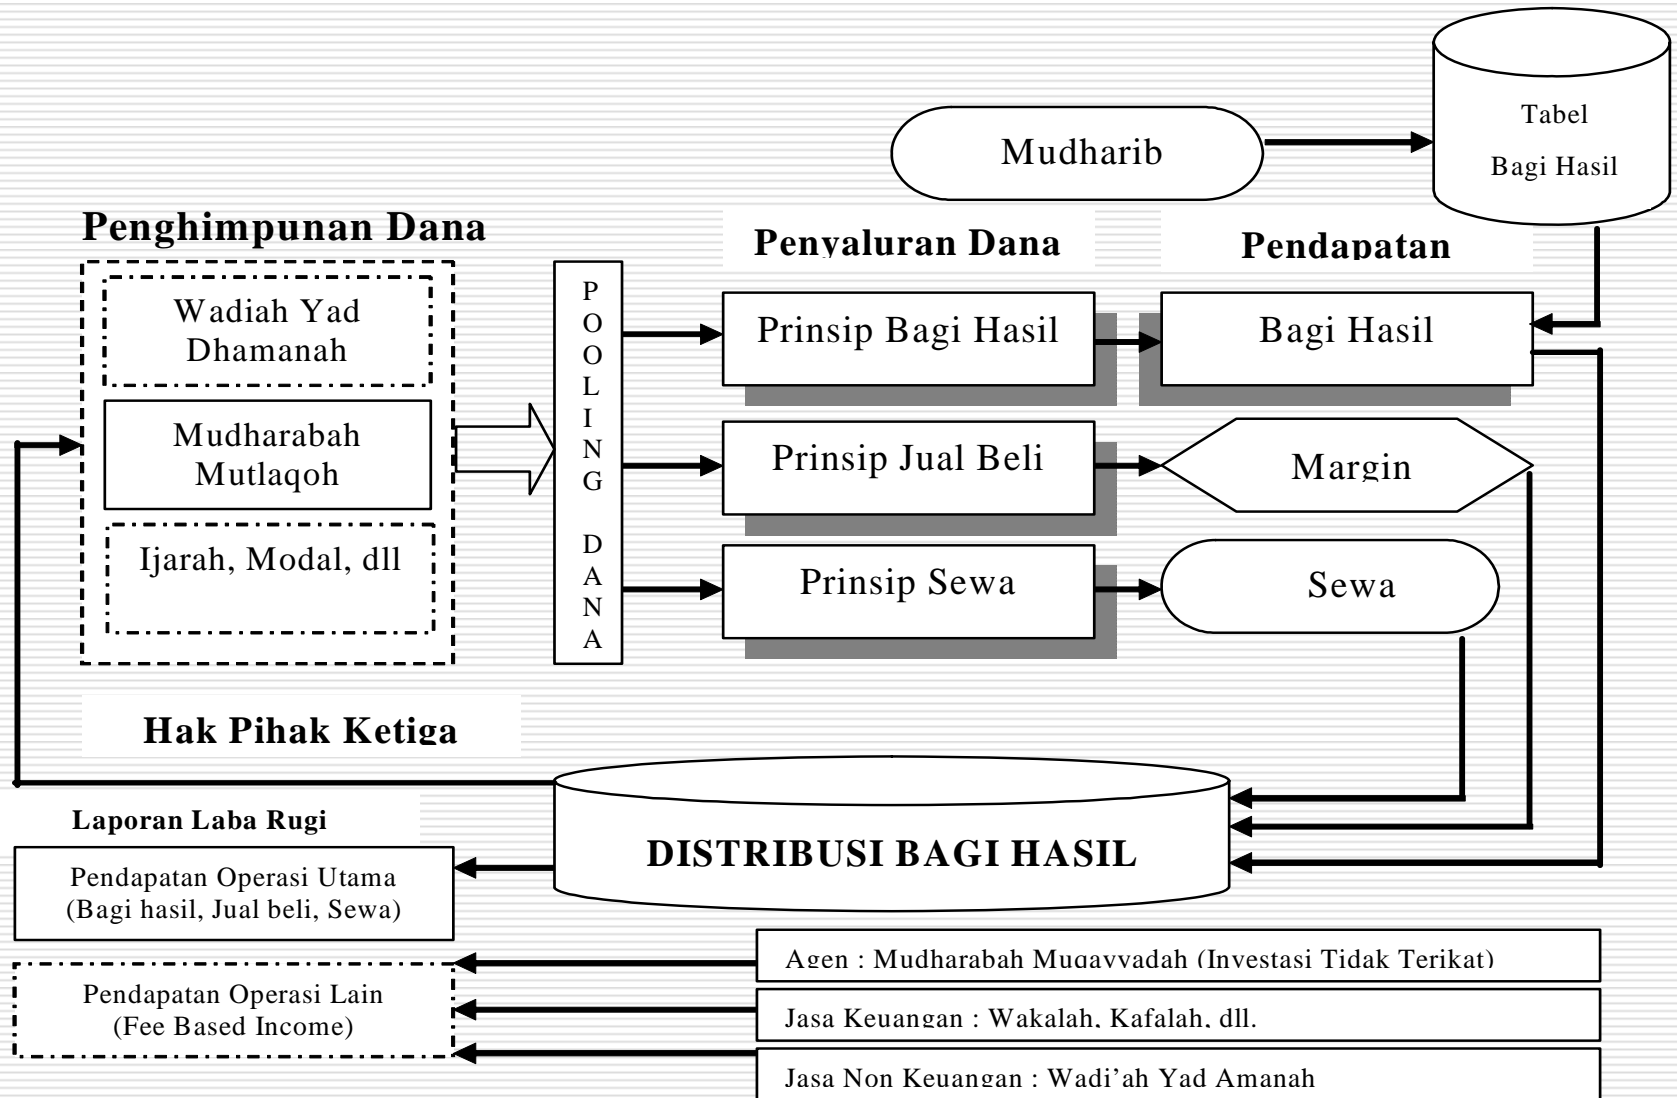 Tabel
Bagi Hasil
Mudharib
Penghimpunan Dana
Penyaluran Dana
Pendapatan
Wadiah Yad
Dhamanah
Mudharabah
Mutlaqoh
Ijarah, Modal, dll
P
O
O
L
I
N
G
D
A
N
A
Prinsip Bagi Hasil
Bagi Hasil
Prinsip Jual Beli
Margin
Prinsip Sewa
Sewa
Hak Pihak Ketiga
DISTRIBUSI BAGI HASIL
Laporan Laba Rugi
Pendapatan Operasi Utama
(Bagi hasil, Jual beli, Sewa)
Pendapatan Operasi Lain
(Fee Based Income)
Agen : Mudharabah Muqayyadah (Investasi Tidak Terikat)
Jasa Keuangan : Wakalah, Kafalah, dll.
Jasa Non Keuangan : Wadi’ah Yad Amanah